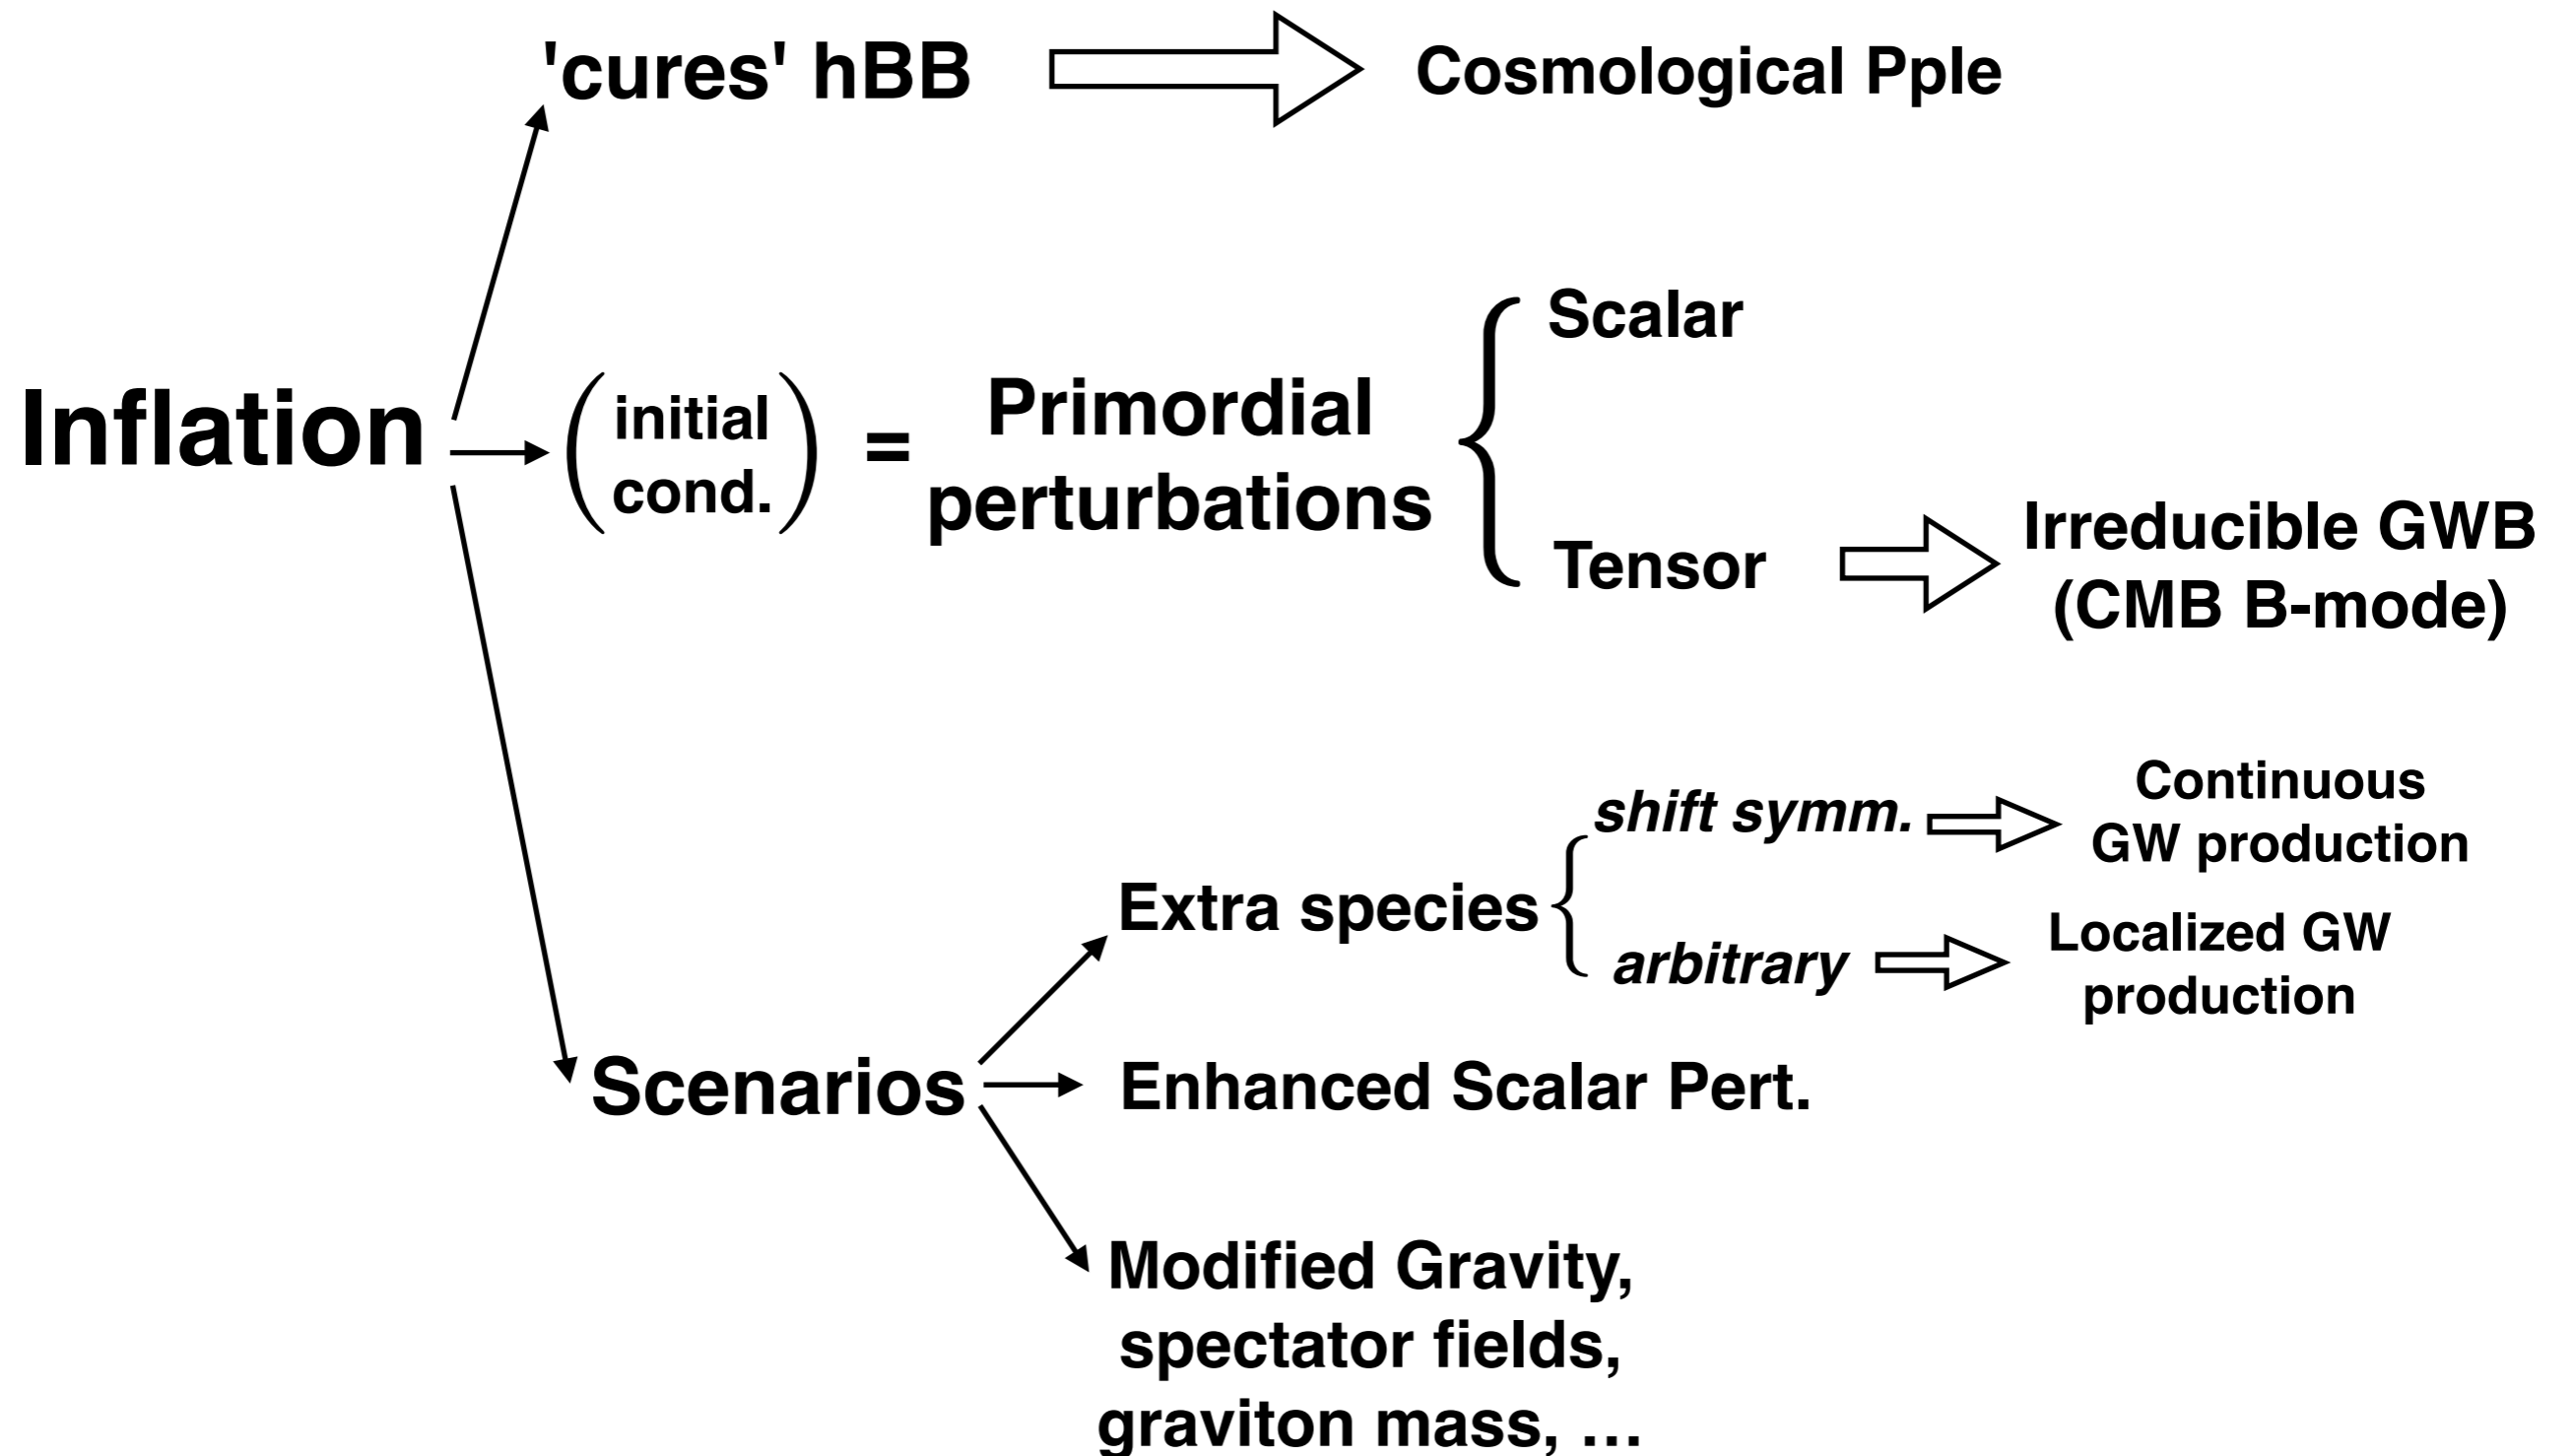 'cures' hBB
Cosmological Pple
Inflation
initial
cond.
=
Primordial
perturbations
Scalar
Tensor
Irreducible GWB
(CMB B-mode)
Scenarios
Extra species
shift symm.
Continuous
GW production
arbitrary
Localized GW
production
Enhanced Scalar Pert.
Modified Gravity,
spectator fields,
graviton mass, …